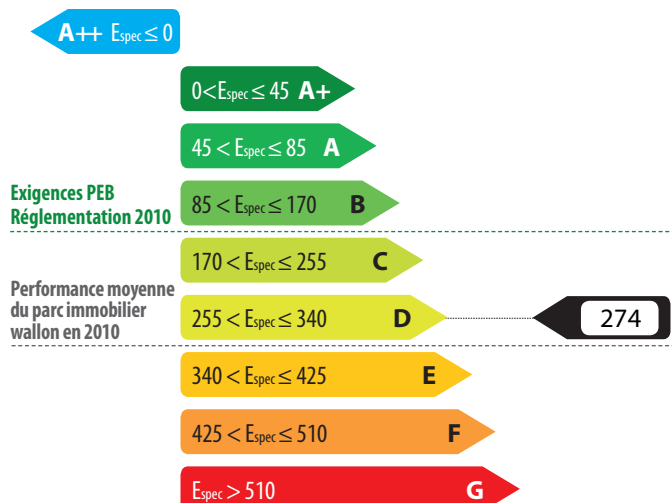 A++ Espec ≤ 0
0<Espec ≤ 45 A+
45 < Espec ≤ 85 A
Exigences PEB
Réglementation 2010
85 < Espec ≤ 170 B
170 < Espec ≤ 255 C
Performance moyenne
du parc immobilier
wallon en 2010
255 < Espec ≤ 340 D
274
340 < Espec ≤ 425 E
425 < Espec ≤ 510 F
Espec > 510 G